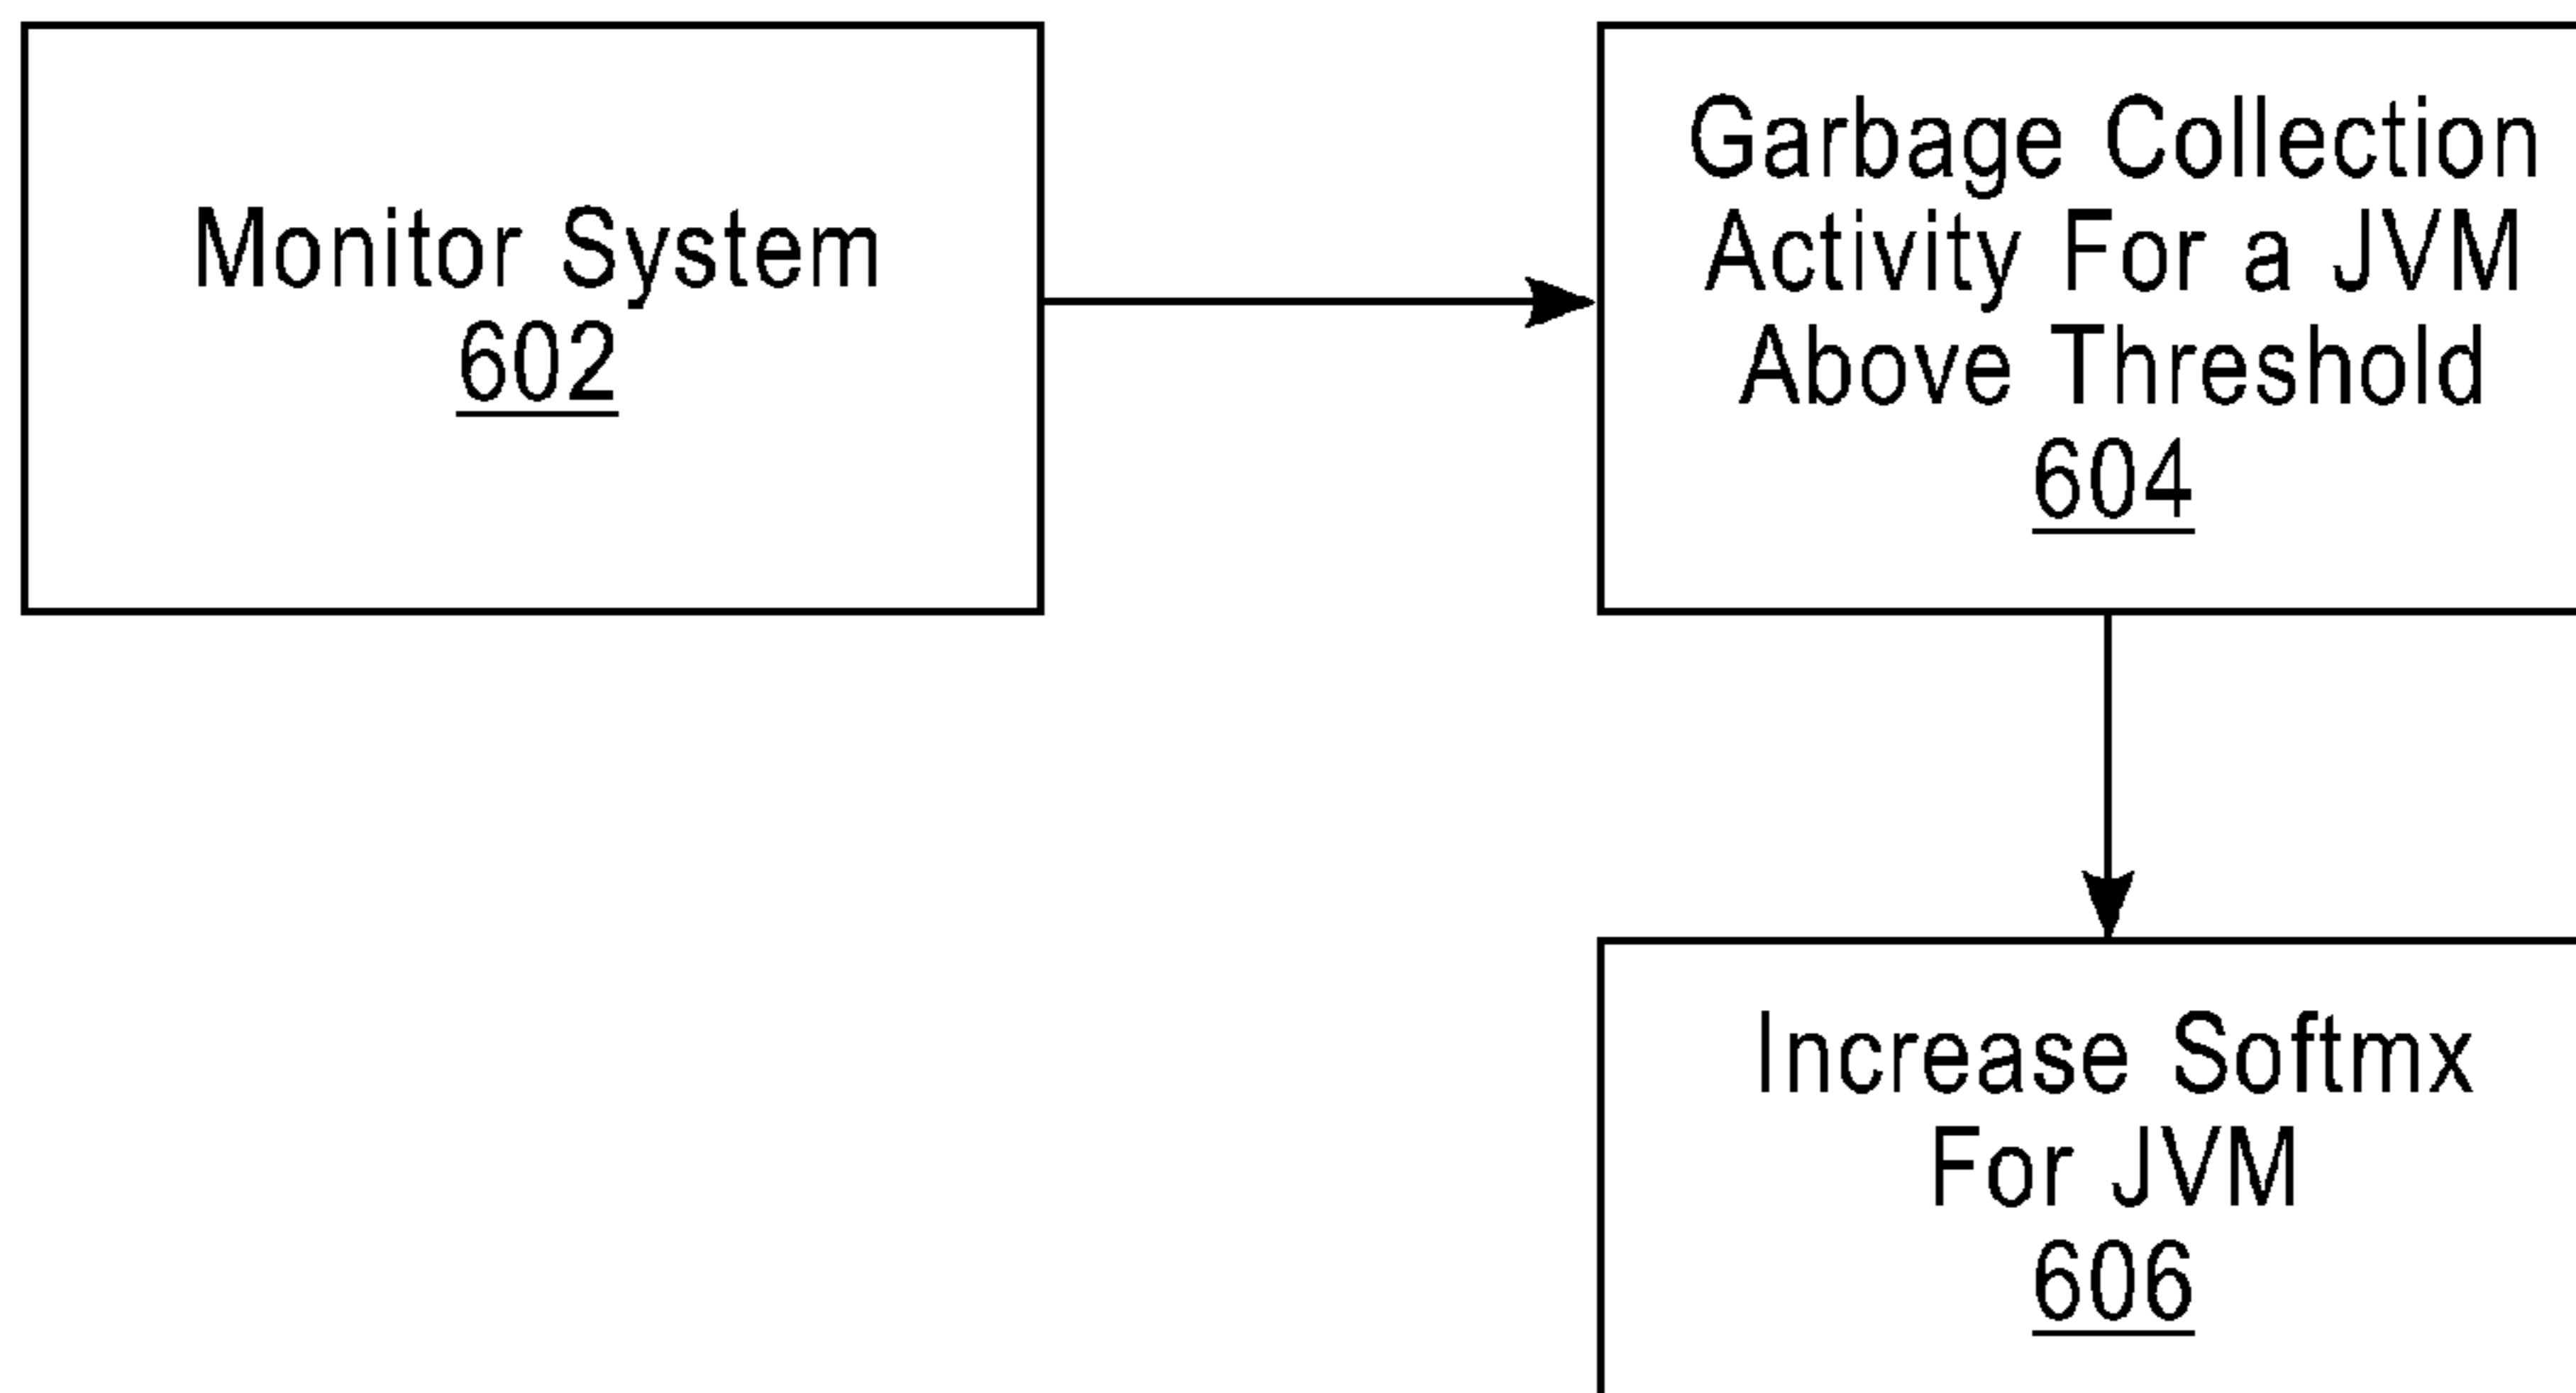 Monitor System
602
Garbage Collection
Activity For a JVM
Above Threshold
604
Increase Softmx
For JVM
606